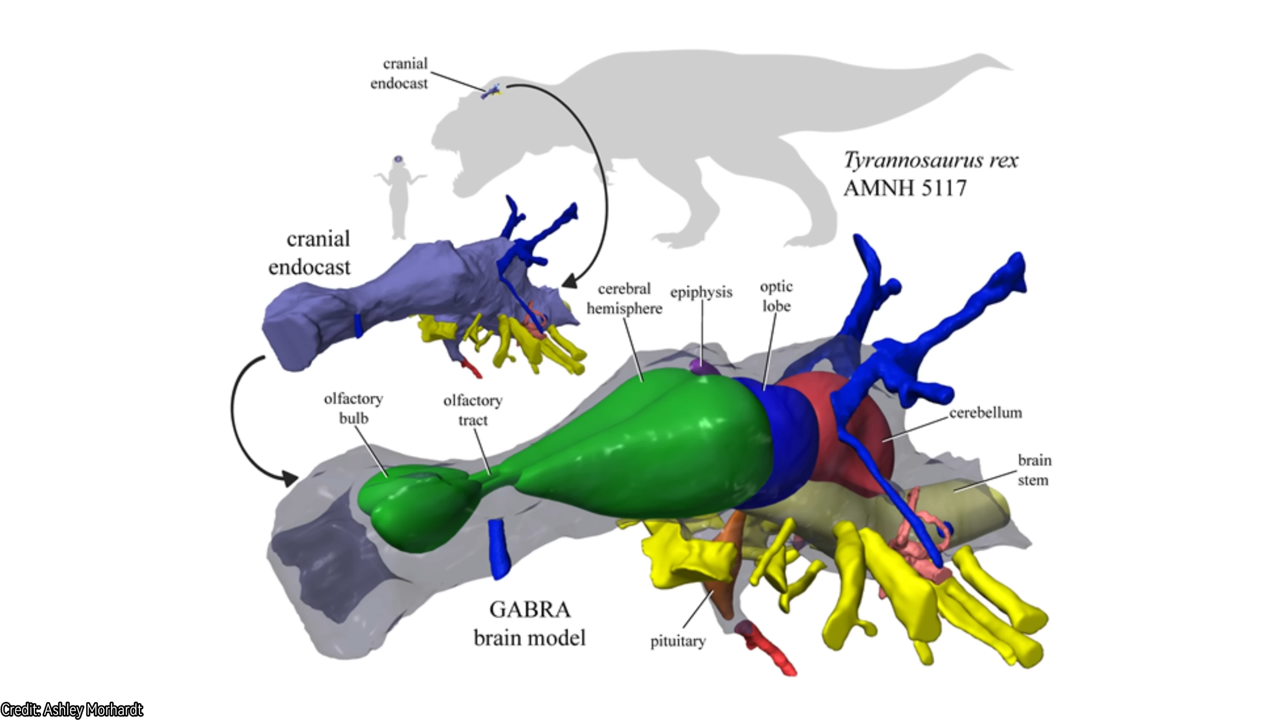 cranial
endocast
Tyrannosaurus rex
AMNH 5117
cranial
endocast
cerebral
hemisphere
epiphysis
optic
lobe
olfactory
bulb
olfactory
tract
cerebellum
brain
stem
GABRA
brain model
pituitary
Credit: Ashley Morhardt